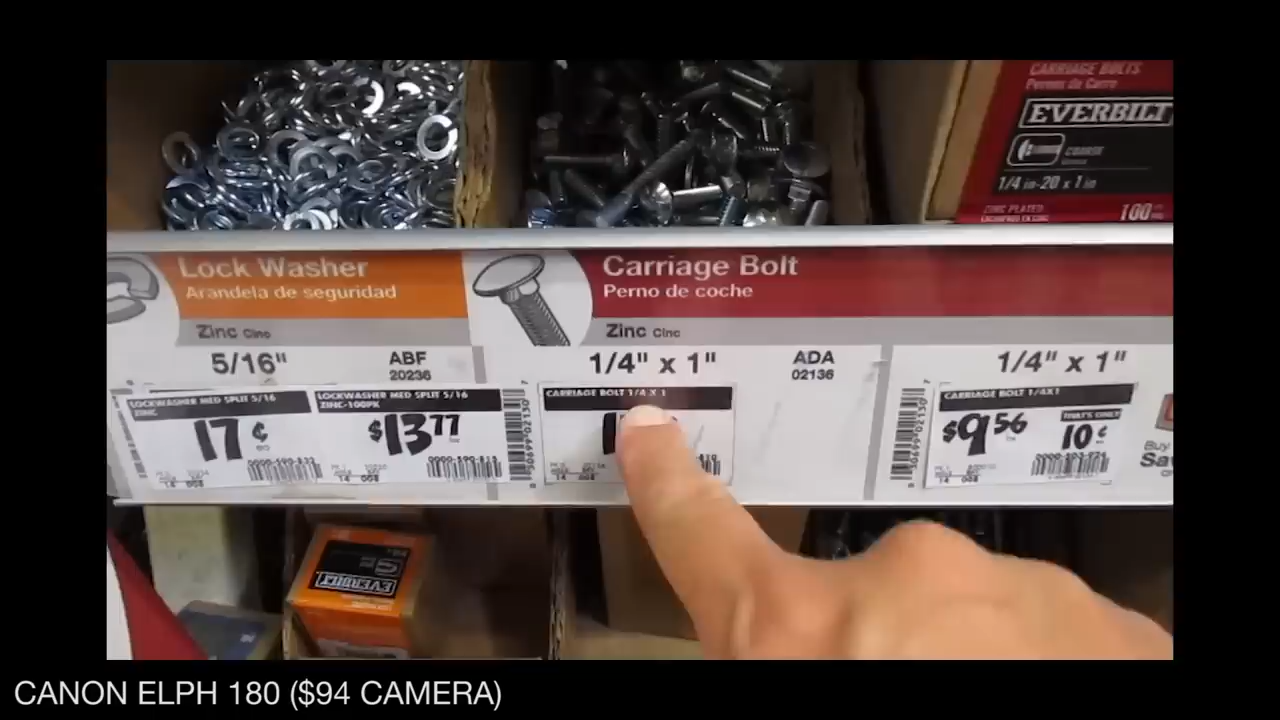 CARRIAGE BOLTS
Perno de Carro
EVERBILT
COARSE
1/4 in-20 x 1 in
ZINC PLATED
100
Lock Washer
Arandela de seguridad
Zinc Cinc
5/16"
ABF
20236
LOCKWASHER MED SPLIT 5/16
ZINC
17¢
LOCKWASHER MED SPLIT 5/16
ZINC-100PK
$13.77
Carriage Bolt
Perno de coche
Zinc Cinc
1/4" x 1"
ADA
02136
CARRIAGE BOLT 1/4 X 1
1/4" x 1"
CARRIAGE BOLT 1/4X1
$9.56
THAT'S ONLY
10¢
Buy
EVERBILT
CANON ELPH 180 ($94 CAMERA)